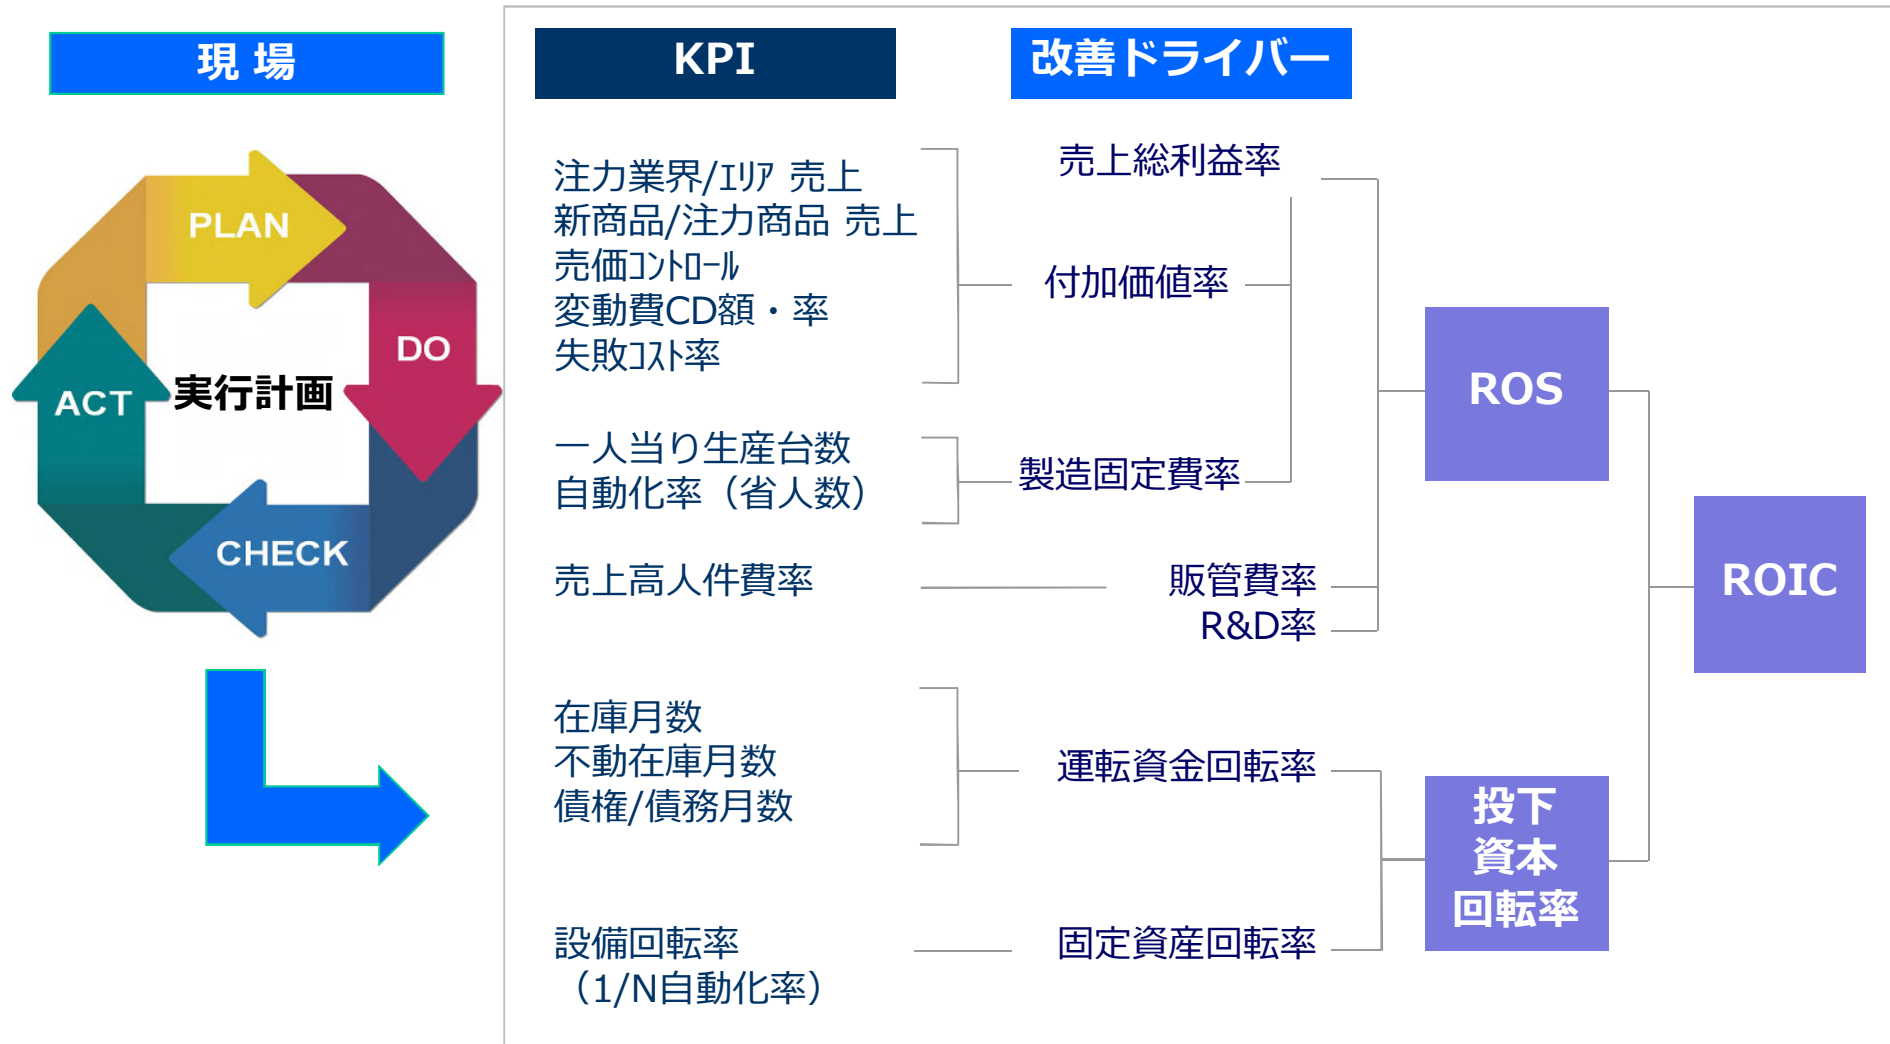 現 場
PLAN
DO
ACT
実行計画
CHECK
KPI
改善ドライバー
注力業界/ｴﾘｱ 売上
新商品/注力商品 売上
売価ｺﾝﾄﾛｰﾙ
変動費CD額・率
失敗ｺｽﾄ率
一人当り生産台数
自動化率（省人数）
売上高人件費率
在庫月数
不動在庫月数
債権/債務月数
設備回転率
（1/N自動化率）
売上総利益率
付加価値率
製造固定費率
販管費率
R&D率
運転資金回転率
固定資産回転率
ROS
投下
資本
回転率
ROIC